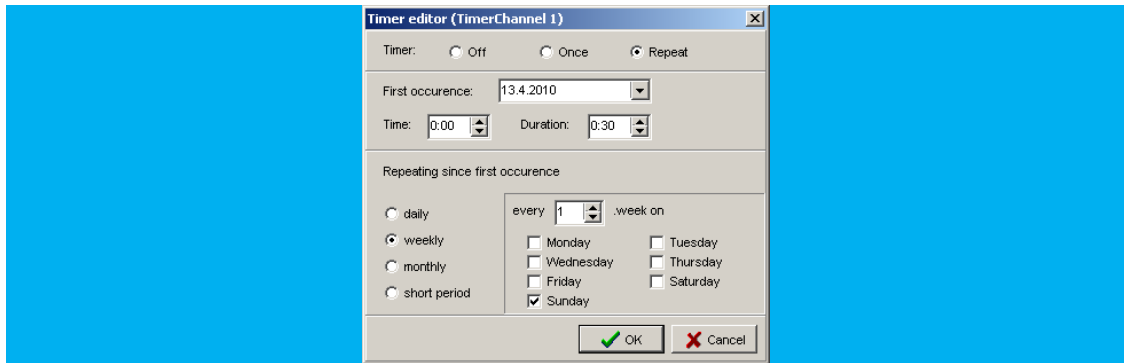 Timer editor (TimerChannel 1)
Timer: Off Once Repeat
First occurence: 13.4.2010
Time: 0:00 Duration: 0:30
Repeating since first occurence
daily
weekly
monthly
short period
every 1 .week on
Monday Tuesday
Wednesday Thursday
Friday Saturday
Sunday
OK Cancel